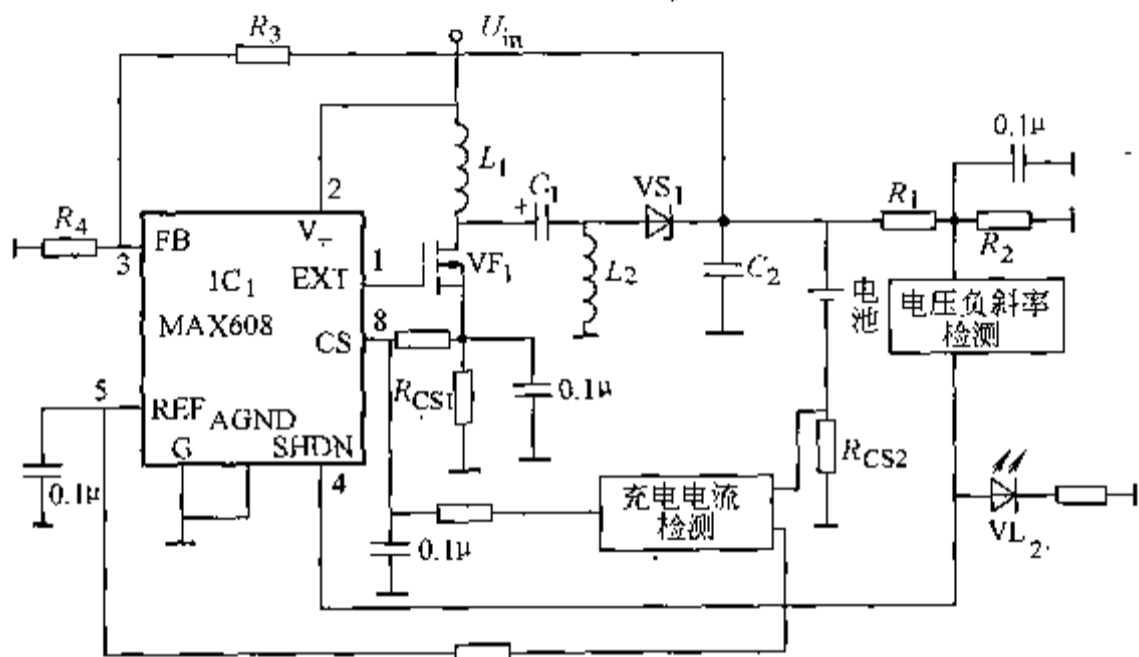 R3
Uin
0.1μ
L1
2
C1
VS1
R1
R4
FB
V+
R2
3
1
1C1
EXT
VF1
L2
C2
电池
电压负斜率
检测
MAX608
8
CS
5
RCS1
0.1μ
REF
AGND
RCS2
G
SHDN
0.1μ
4
充电电流
检测
VL2
0.1μ